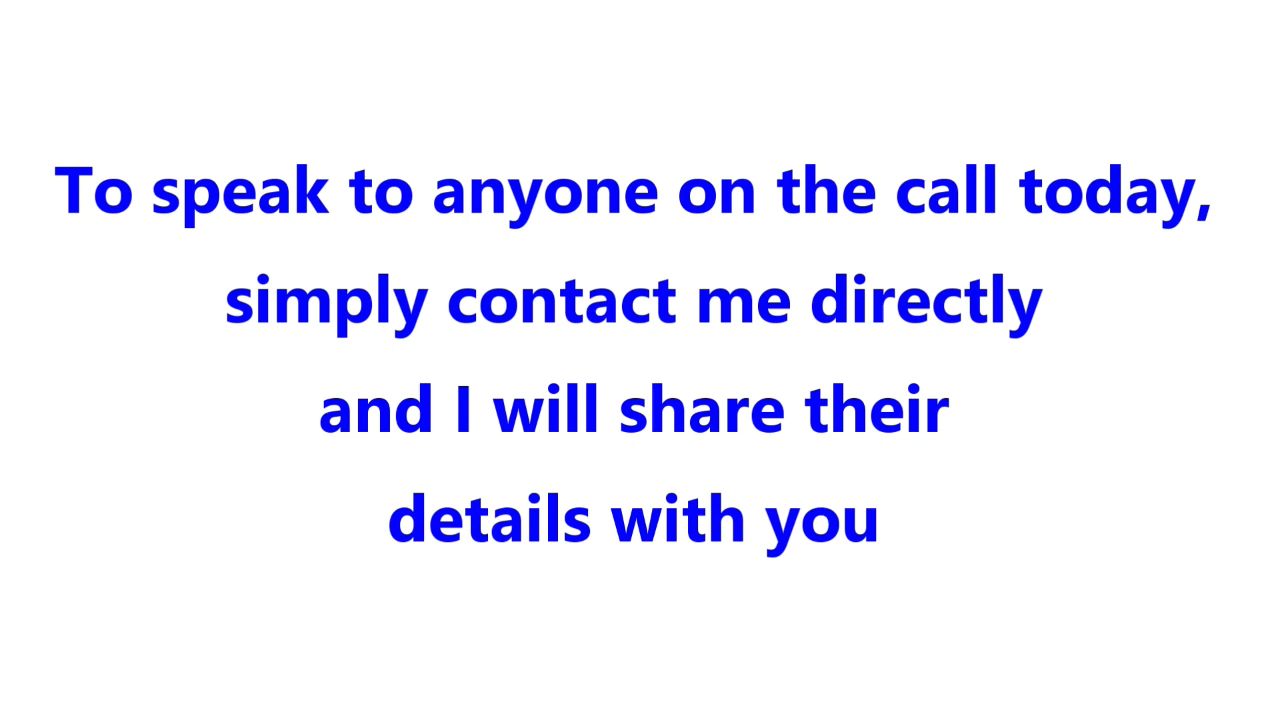 To speak to anyone on the call today,
simply contact me directly
and I will share their
details with you